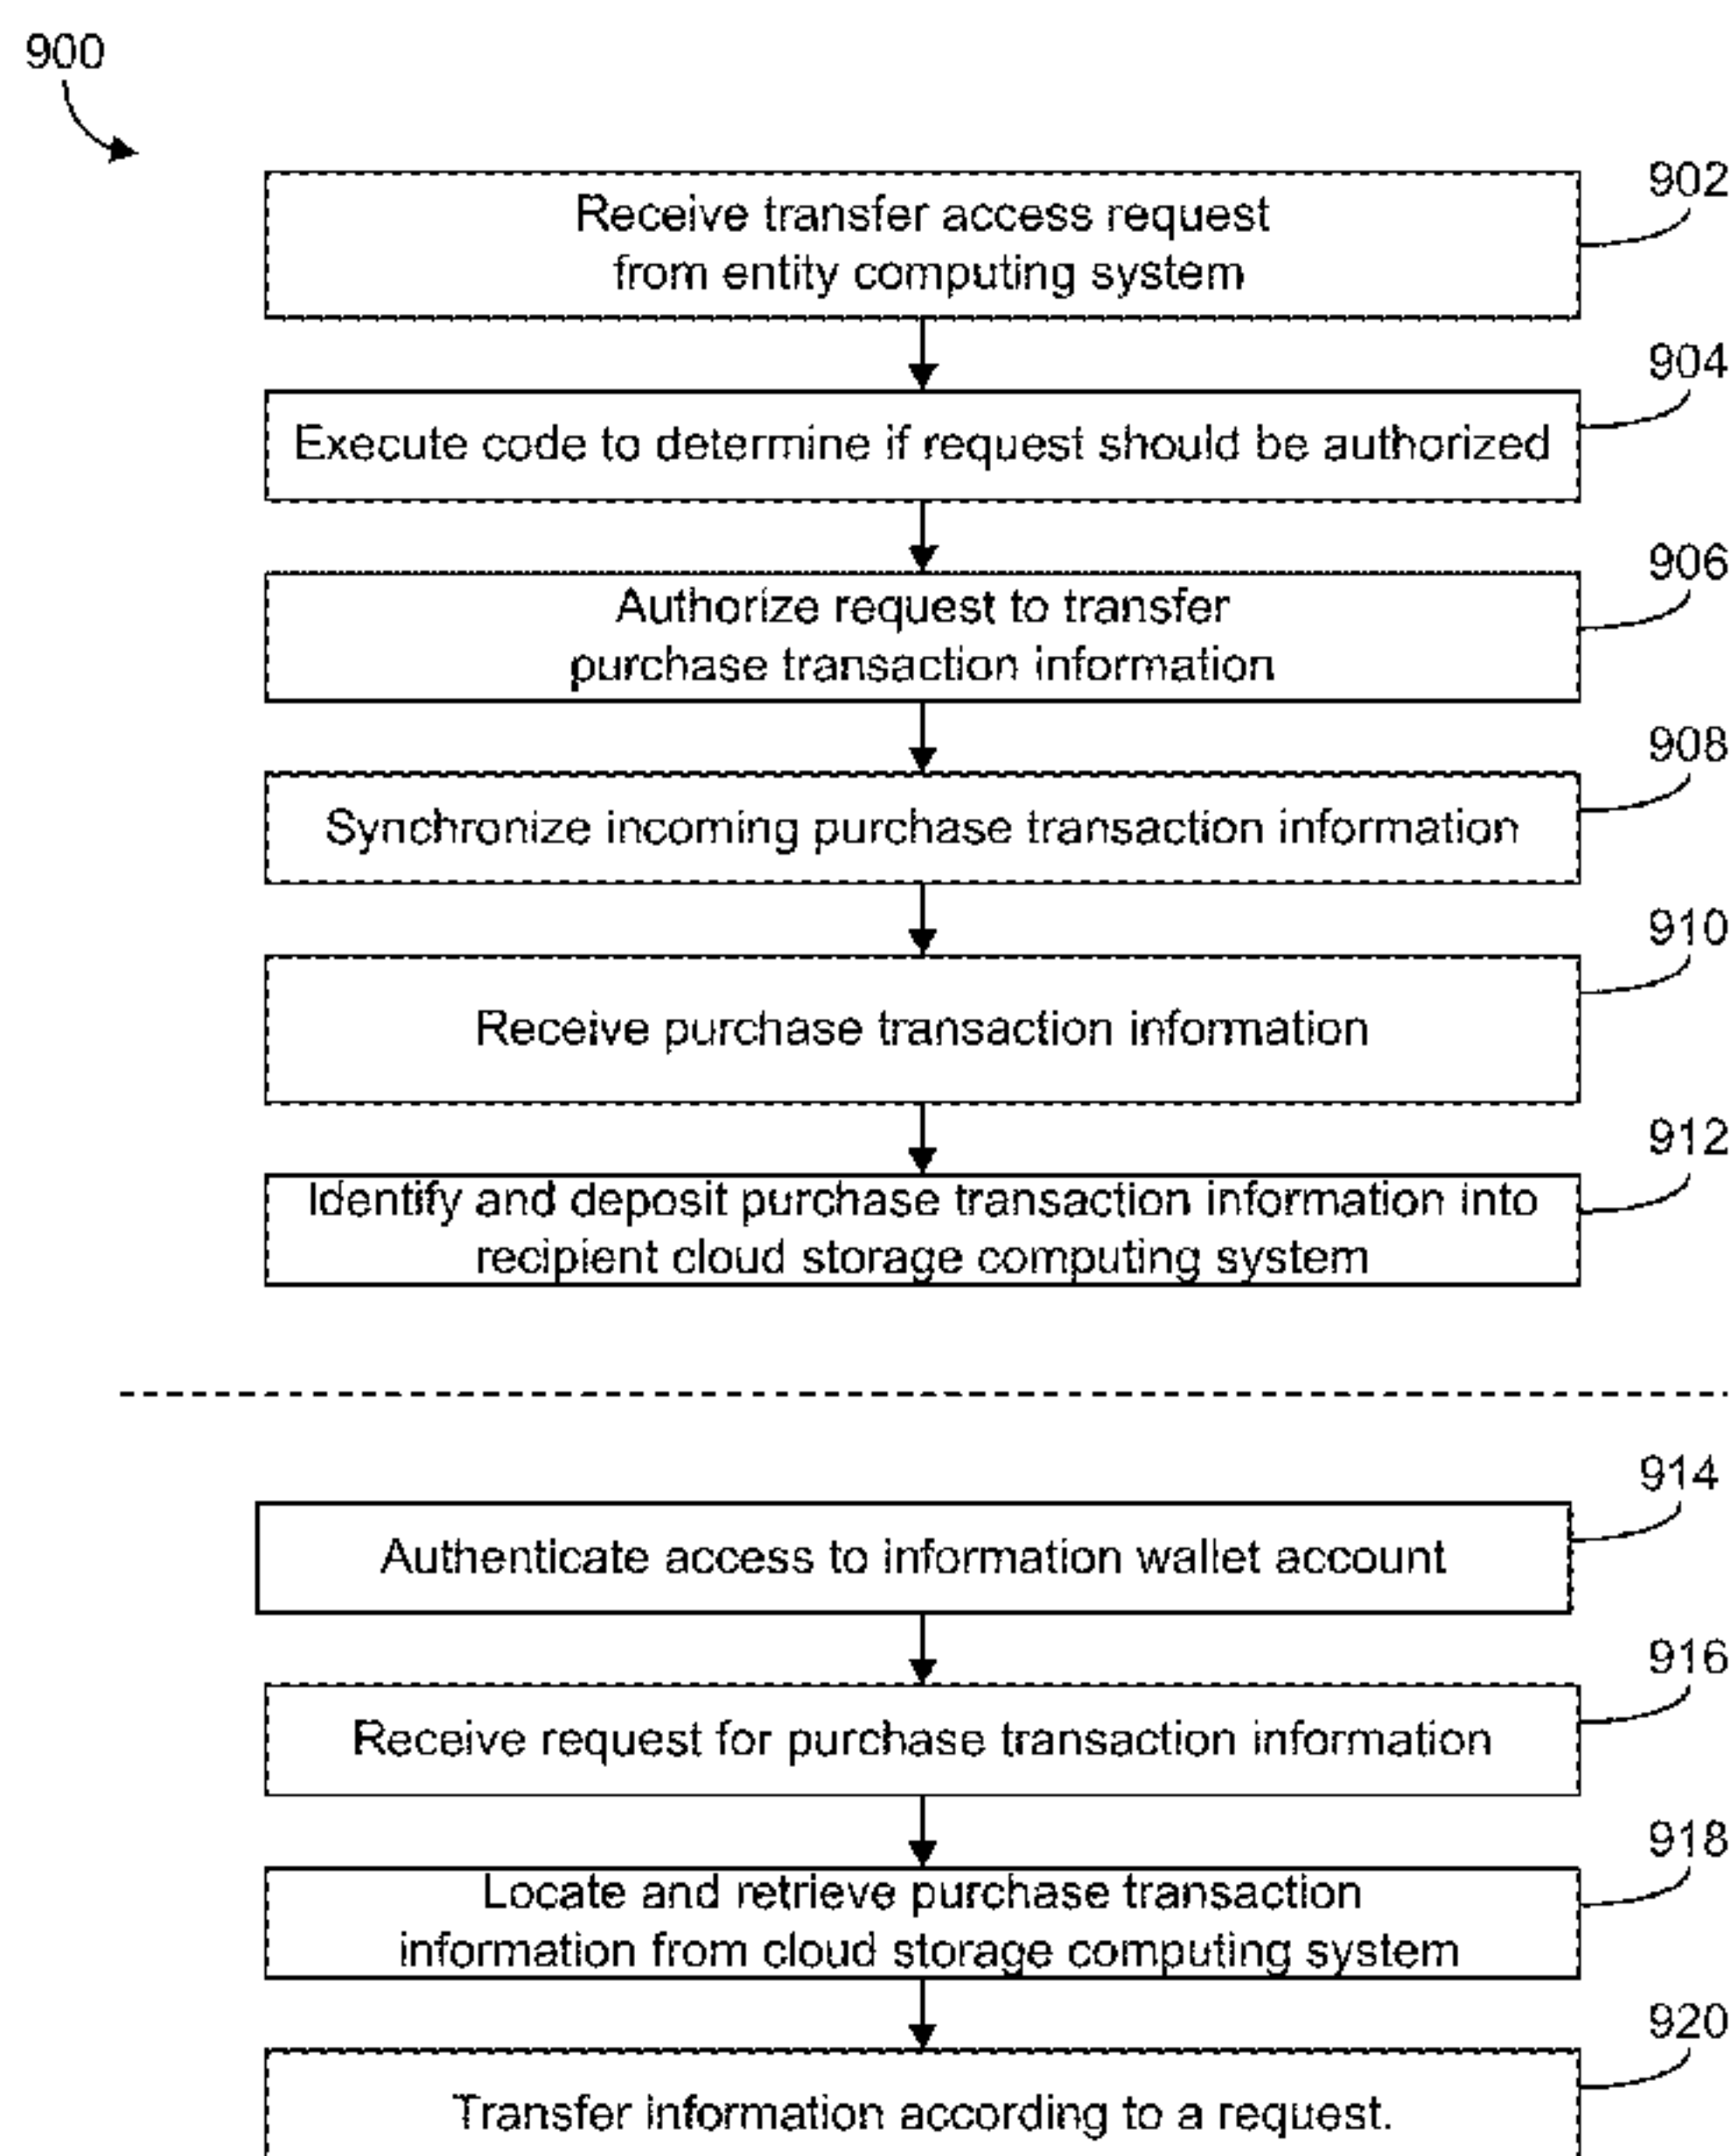 900
902
Receive transfer access request
from entity computing system
904
Execute code to determine if request should be authorized
906
Authorize request to transfer
purchase transaction information
908
Synchronize incoming purchase transaction information
910
Receive purchase transaction information
912
Identify and deposit purchase transaction information into
recipient cloud storage computing system
914
Authenticate access to information wallet account
916
Receive request for purchase transaction information
918
Locate and retrieve purchase transaction
information from cloud storage computing system
920
Transfer information according to a request.